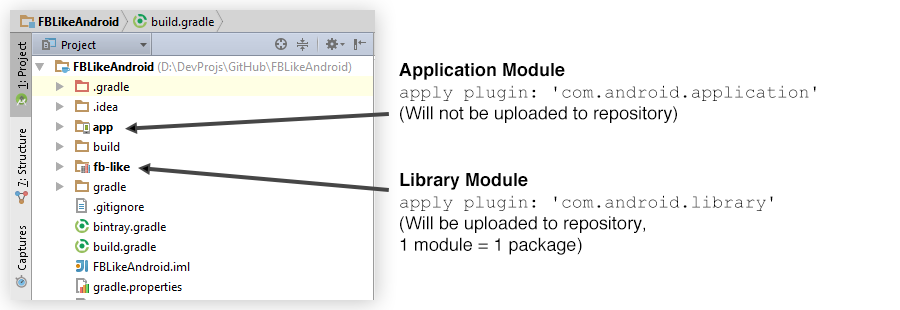 FBLikeAndroid
build.gradle
Project
FBLikeAndroid (D:\DevProjs\GitHub\FBLikeAndroid)
.gradle
.idea
app
build
fb-like
gradle
.gitignore
bintray.gradle
build.gradle
FBLikeAndroid.iml
gradle.properties
1: Project
7: Structure
Captures
Application Module
apply plugin: 'com.android.application'
(Will not be uploaded to repository)
Library Module
apply plugin: 'com.android.library'
(Will be uploaded to repository,
1 module = 1 package)